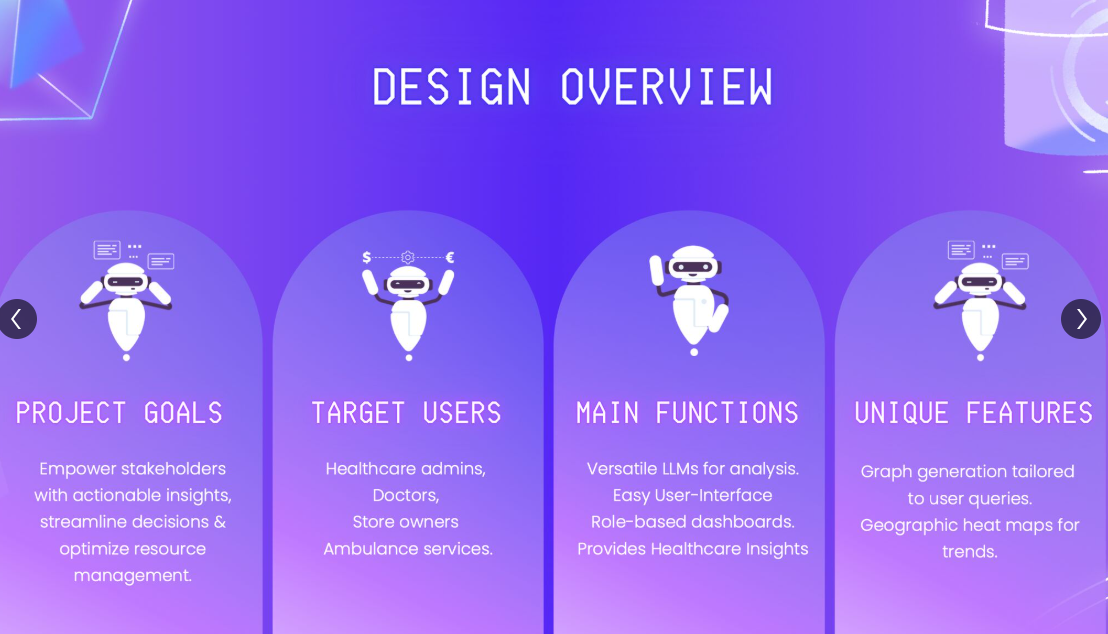 DESIGN OVERVIEW
$
€
PROJECT GOALS
Empower stakeholders
with actionable insights,
streamline decisions &
optimize resource
management.
TARGET USERS
Healthcare admins,
Doctors,
Store owners
Ambulance services.
MAIN FUNCTIONS
Versatile LLMs for analysis.
Easy User-Interface
Role-based dashboards.
Provides Healthcare Insights
UNIQUE FEATURES
Graph generation tailored
to user queries.
Geographic heat maps for
trends.